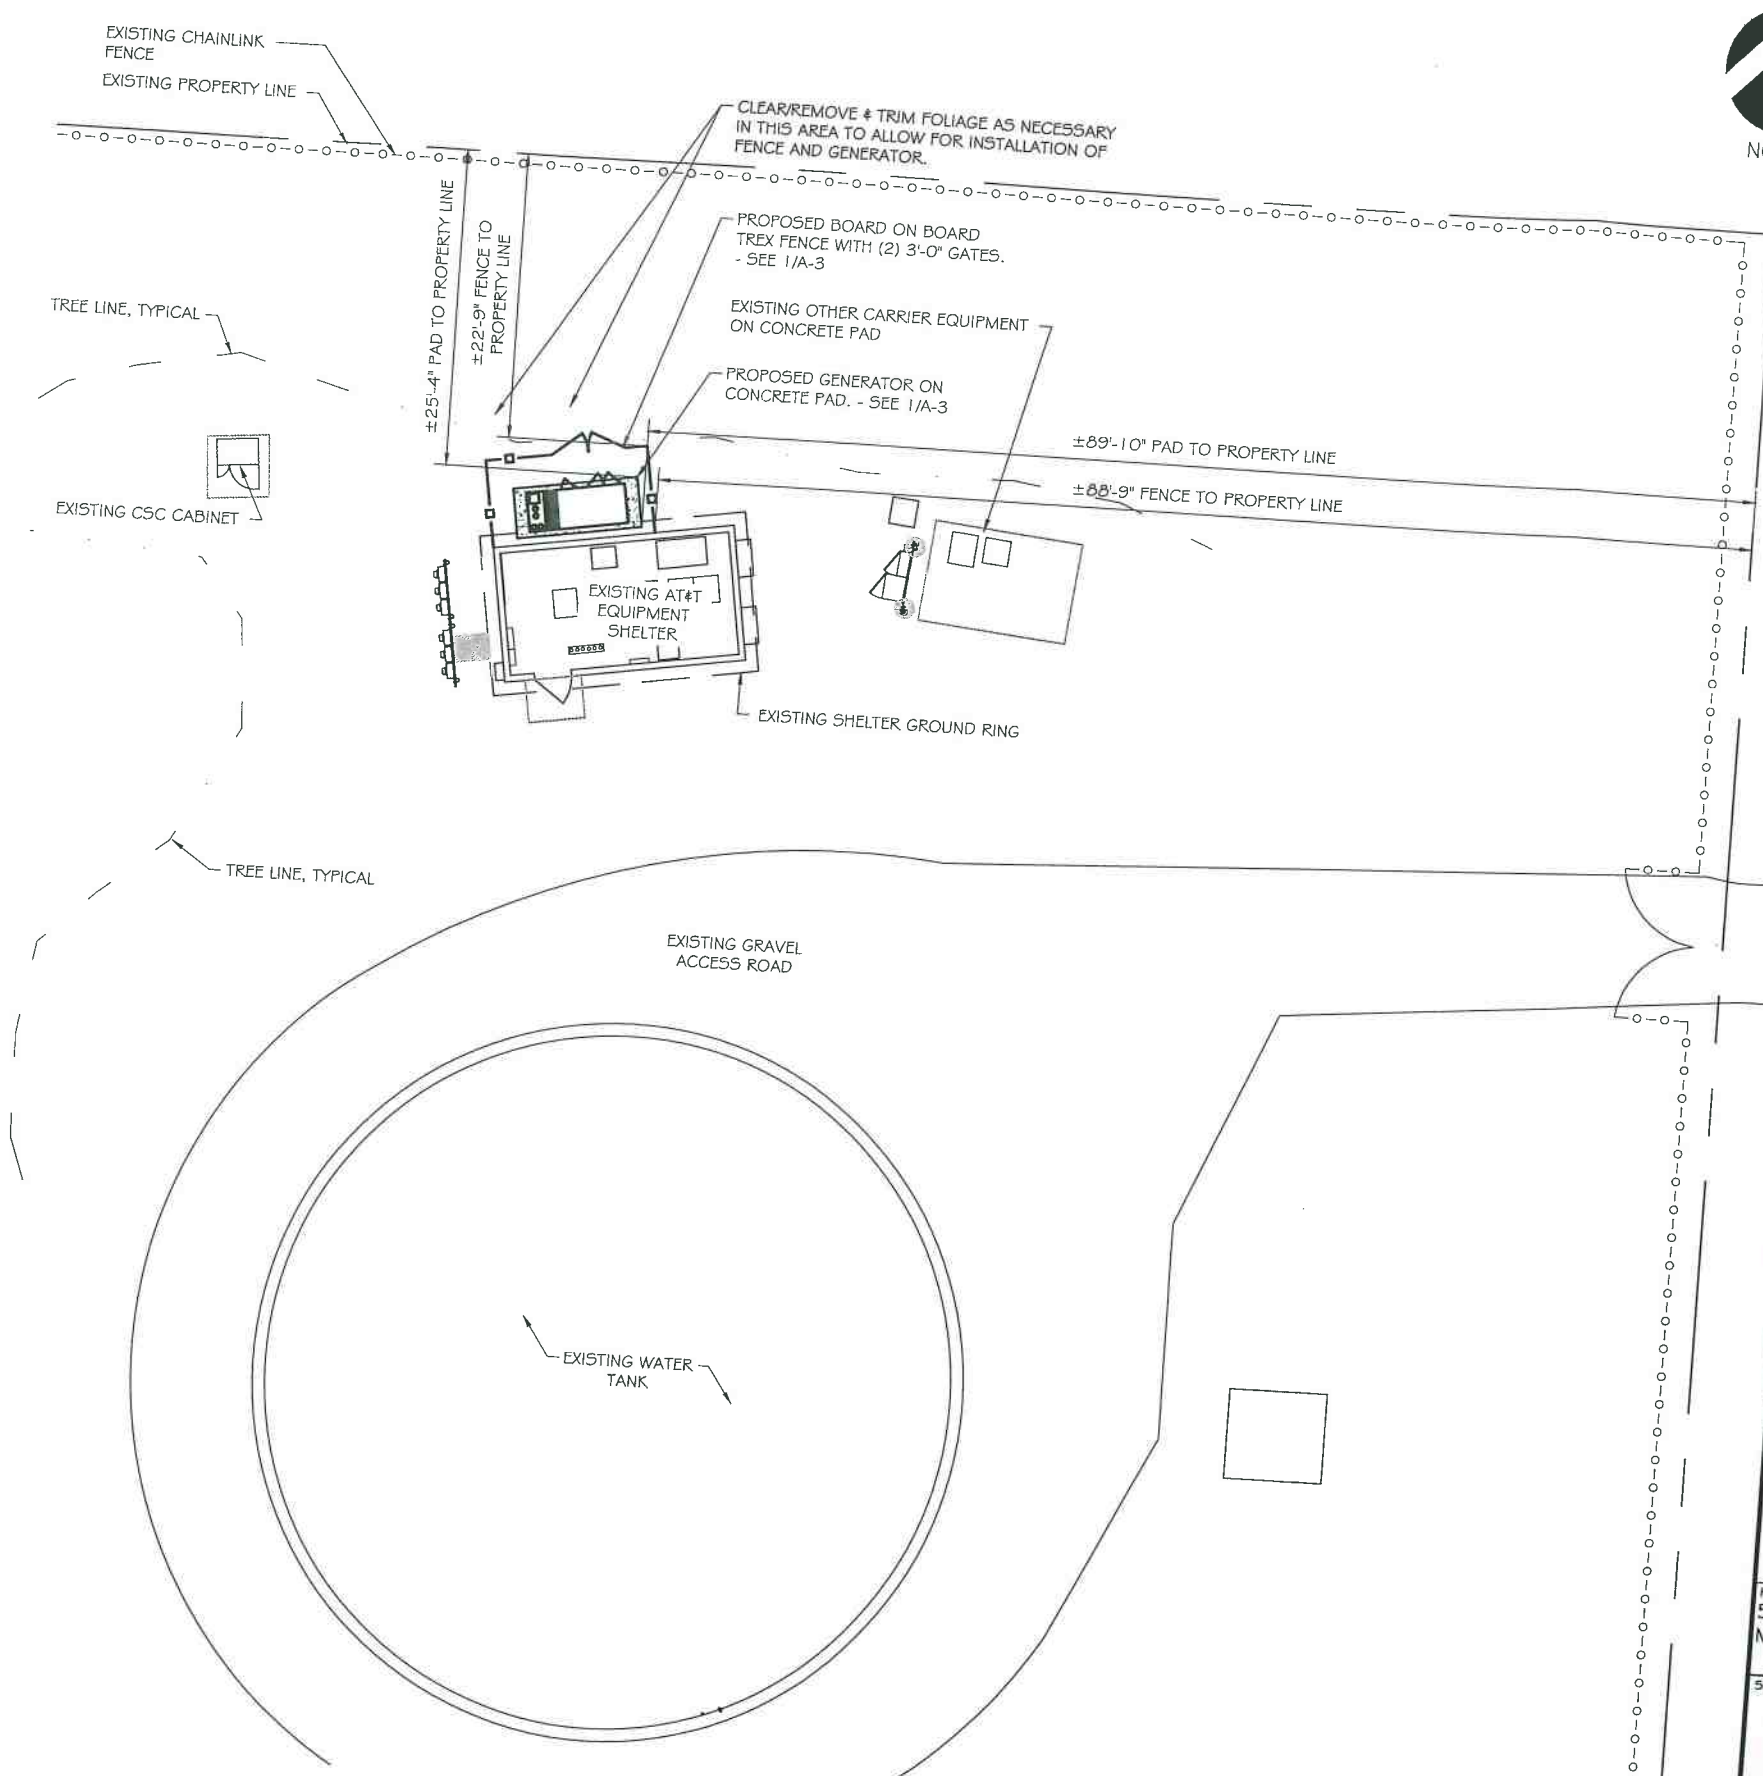 EXISTING CHAINLINK
FENCE
EXISTING PROPERTY LINE
CLEAR/REMOVE & TRIM FOLIAGE AS NECESSARY
IN THIS AREA TO ALLOW FOR INSTALLATION OF
FENCE AND GENERATOR.
±25'-4" PAD TO PROPERTY LINE
±22'-9" FENCE TO
PROPERTY LINE
PROPOSED BOARD ON BOARD
TREX FENCE WITH (2) 3'-0" GATES.
- SEE 1/A-3
TREE LINE, TYPICAL
EXISTING OTHER CARRIER EQUIPMENT
ON CONCRETE PAD
PROPOSED GENERATOR ON
CONCRETE PAD. - SEE 1/A-3
±89'-10" PAD TO PROPERTY LINE
±88'-9" FENCE TO PROPERTY LINE
EXISTING CSC CABINET
EXISTING AT&T
EQUIPMENT
SHELTER
EXISTING SHELTER GROUND RING
TREE LINE, TYPICAL
EXISTING GRAVEL
ACCESS ROAD
EXISTING WATER
TANK